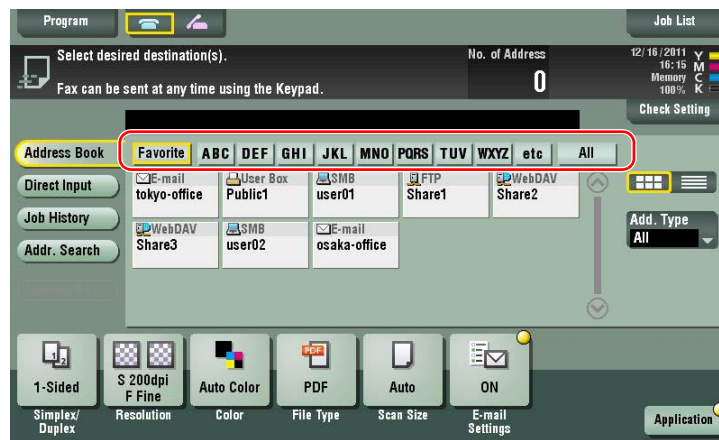 Program
Job List
Select desired destination(s).
No. of Address
12/16/2011
16:15
Memory
100%
Y
M
C
K
Fax can be sent at any time using the Keypad.
0
Check Setting
Address Book
Favorite ABC DEF GHI JKL MNO PQRS TUV WXYZ etc All
Direct Input
Job History
Addr. Search
E-mail
tokyo-office
User Box
Public1
SMB
user01
FTP
Share1
WebDAV
Share2
WebDAV
Share3
SMB
user02
E-mail
osaka-office
Add. Type
All
1 2
1-Sided
S 200dpi
F Fine
Auto Color
PDF
PDF
Auto
ON
Simplex/
Duplex
Resolution
Color
File Type
Scan Size
E-mail
Settings
Application